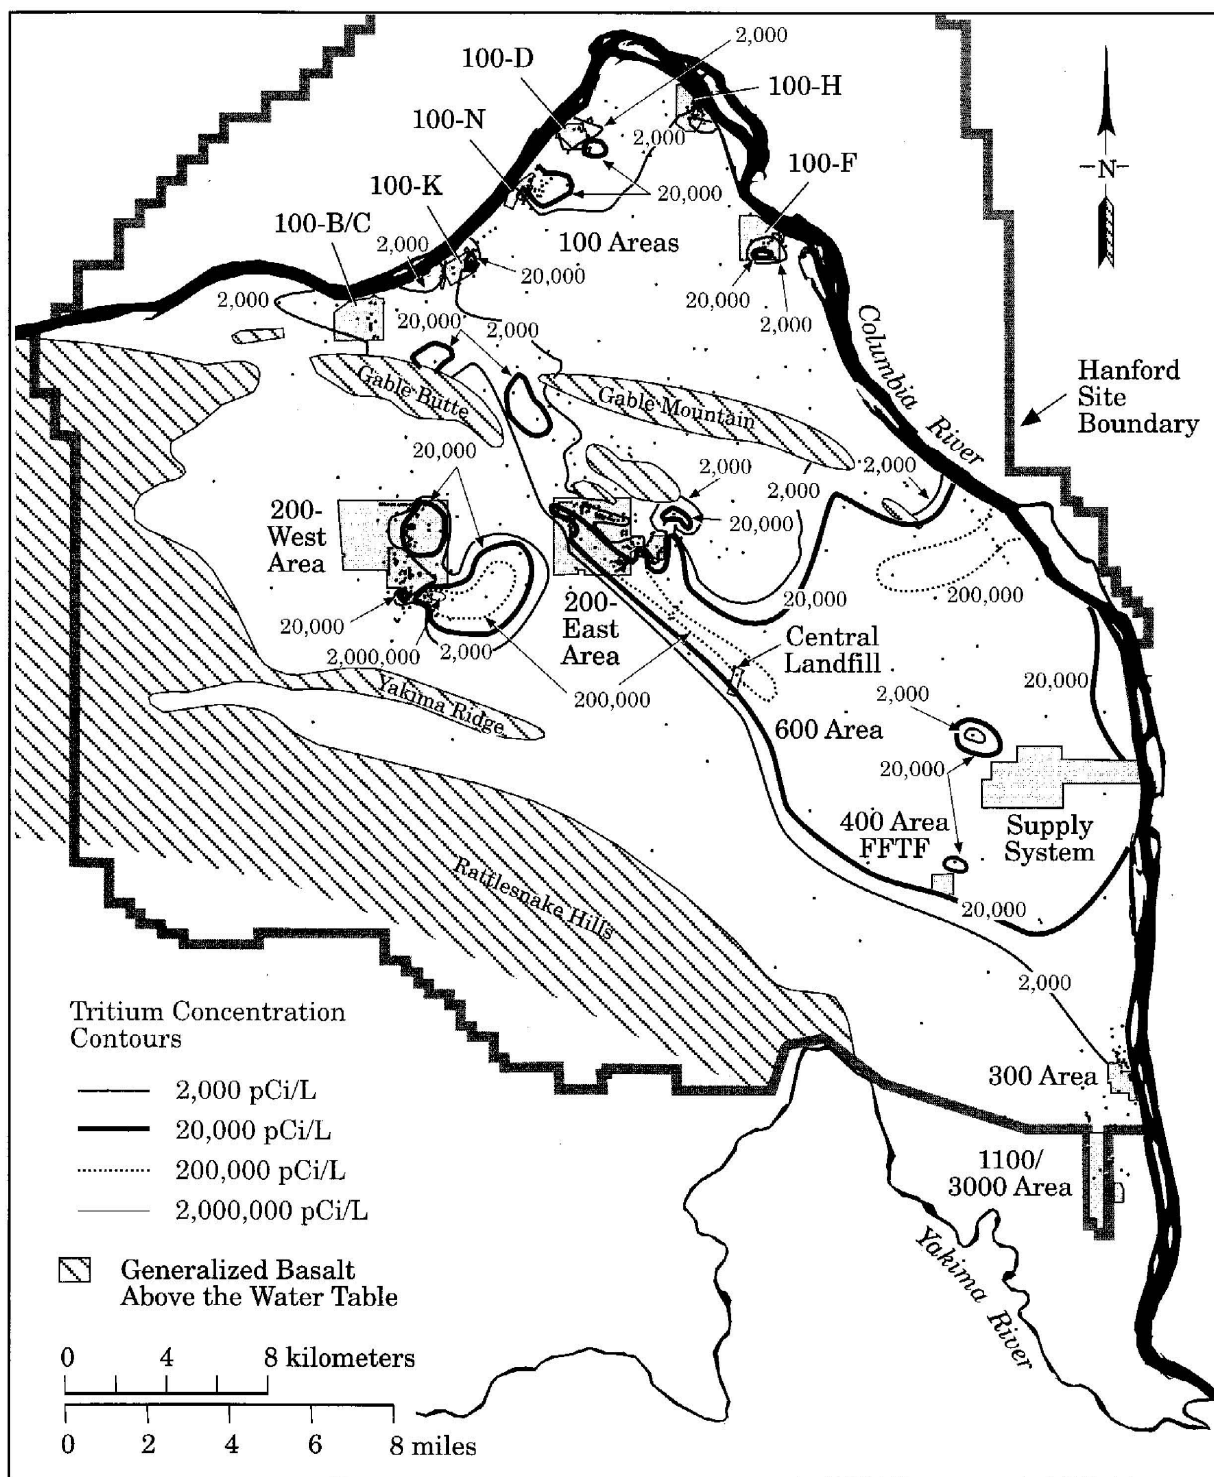 2,000
100-D
100-H
100-N
2,000
100-F
100-K
20,000
100-B/C
2,000
100 Areas
20,000
20,000
2,000
20,000
2,000
2,000
Columbia River
Gable Butte
Gable Mountain
Hanford
Site
Boundary
N
20,000
2,000
2,000
2,000
20,000
200-
West
Area
200,000
20,000
200-
East
Area
20,000
2,000,000
2,000
Central
Landfill
200,000
Yakima Ridge
2,000
20,000
600 Area
20,000
400 Area
FFTF
Supply
System
Rattlesnake Hills
20,000
2,000
300 Area
1100/
3000 Area
Yakima River
Tritium Concentration
Contours
2,000 pCi/L
20,000 pCi/L
200,000 pCi/L
2,000,000 pCi/L
Generalized Basalt
Above the Water Table
0 4 8 kilometers
0 2 4 6 8 miles